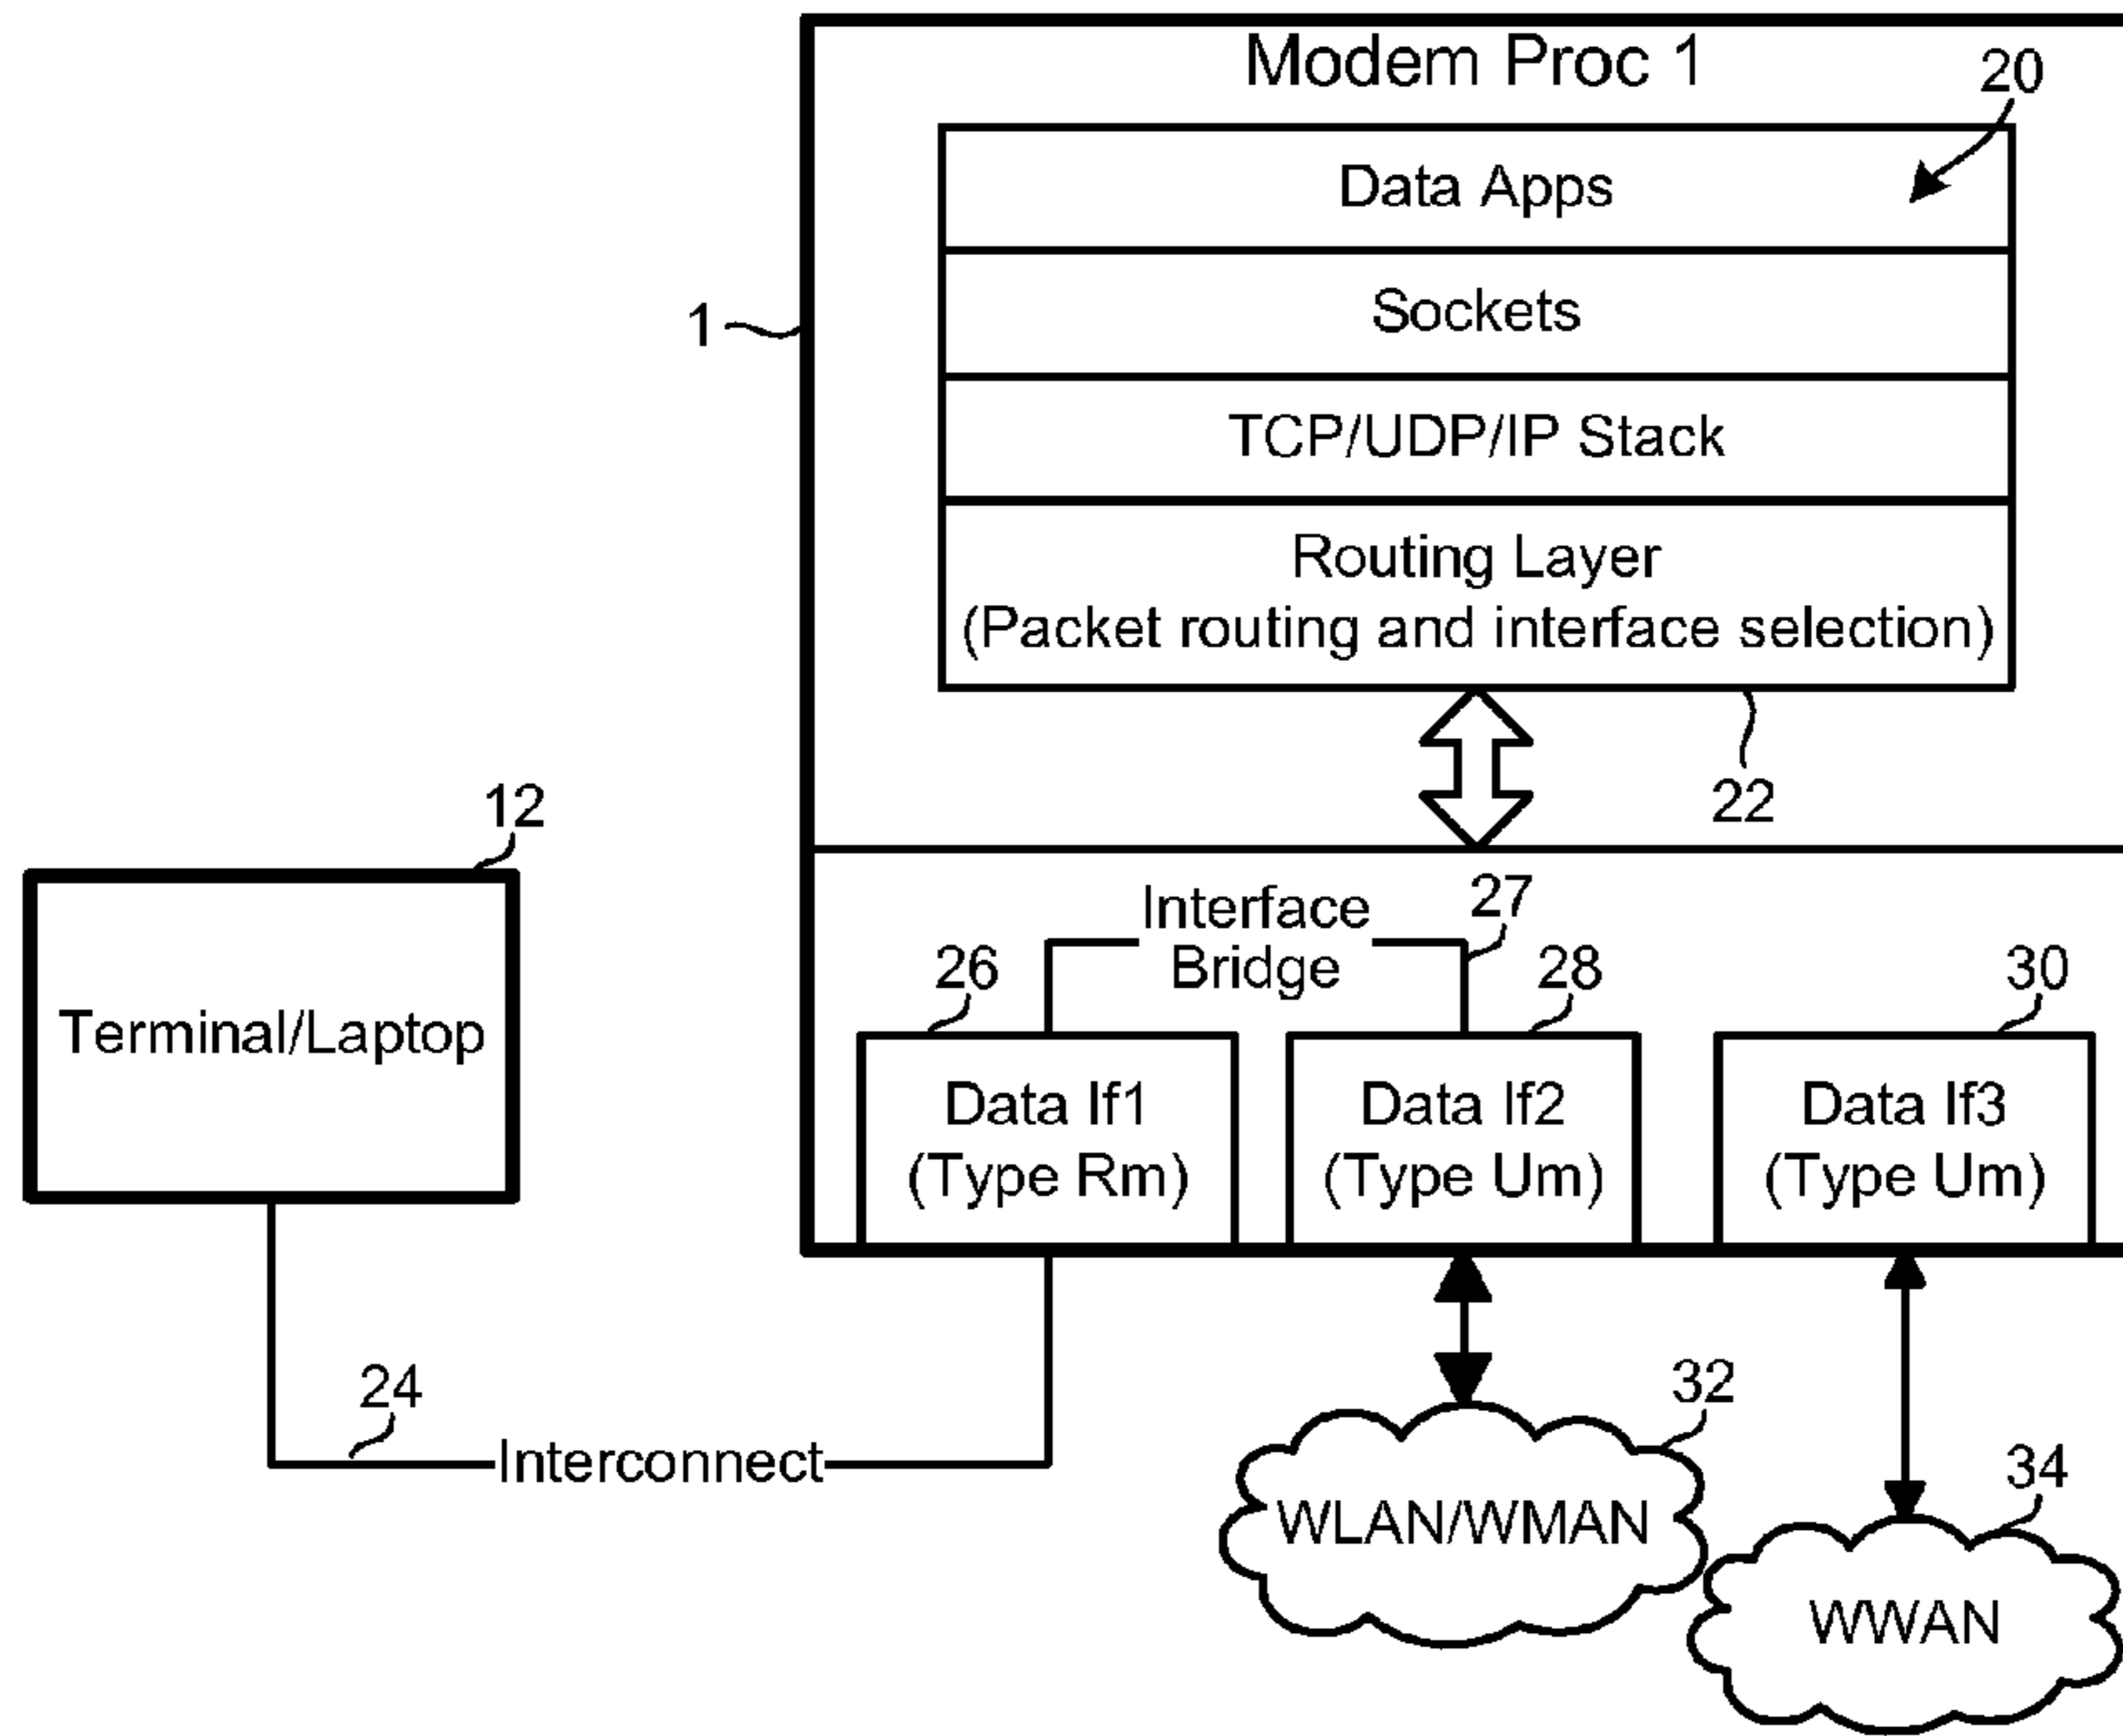 Modem Proc 1
20
Data Apps
Sockets
1
TCP/UDP/IP Stack
Routing Layer
(Packet routing and interface selection)
22
12
Terminal/Laptop
Interface
Bridge
27
26
28
30
Data If1
(Type Rm)
Data If2
(Type Um)
Data If3
(Type Um)
24
Interconnect
32
WLAN/WMAN
34
WWAN